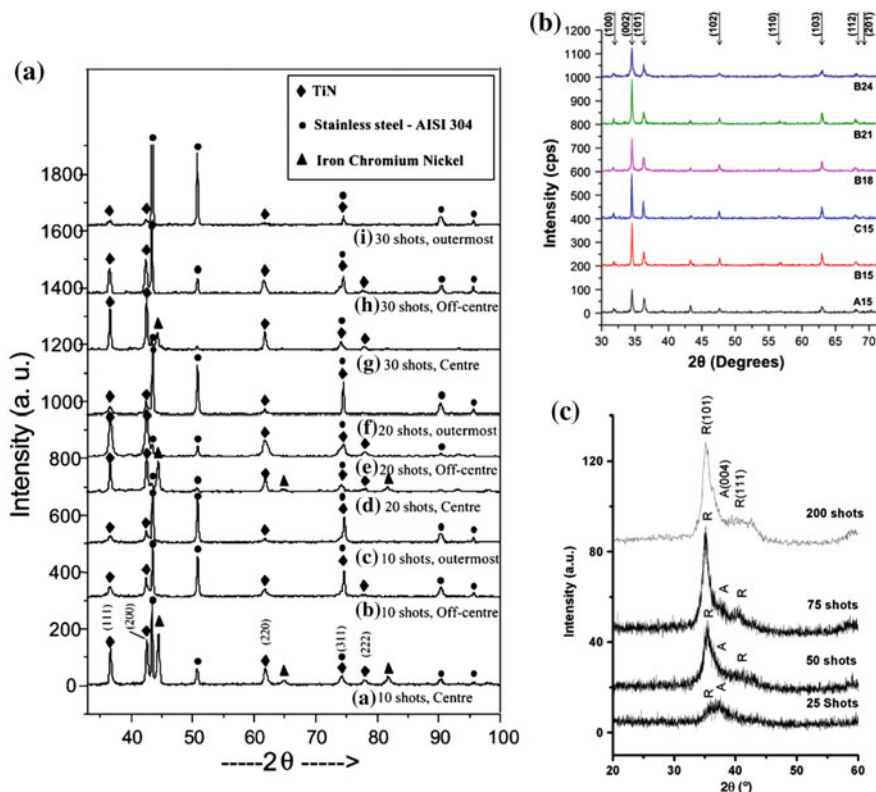 (a)
◆ TiN
● Stainless steel - AISI 304
▲ Iron Chromium Nickel
Intensity (a. u.)
1800
1600
1400
1200
1000
800
600
400
200
0
(i) 30 shots, outermost
(h) 30 shots, Off-centre
(g) 30 shots, Centre
(f) 20 shots, outermost
(e) 20 shots, Off-centre
(d) 20 shots, Centre
(c) 10 shots, outermost
(b) 10 shots, Off-centre
(111)
(200)
(220)
(311)
(222)
(a) 10 shots, Centre
40 50 60 70 80 90 100
-----2θ---->
(b)
(100) (002) (101) (102) (110) (103) (112) (201)
Intensity (cps)
1200
1100
1000
900
800
700
600
500
400
300
200
100
50
0
B24
B21
B18
C15
B15
A15
30 35 40 45 50 55 60 65 70
2θ (Degrees)
(c)
Intensity (a.u.)
120
80
40
0
R(101)
A(004)
R(111)
200 shots
R A R
75 shots
R A R
50 shots
R A
25 Shots
20 30 40 50 60
2θ (°)